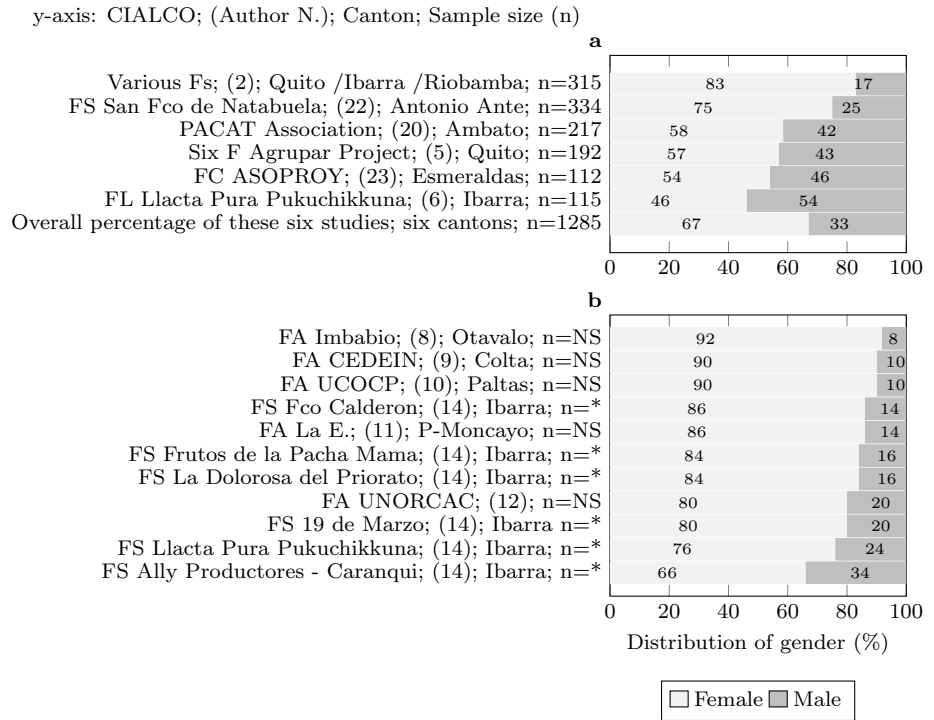 y-axis: CIALCO; (Author N.); Canton; Sample size (n)
a
Various Fs; (2); Quito /Ibarra /Riobamba; n=315 83 17
FS San Fco de Natabuela; (22); Antonio Ante; n=334 75 25
PACAT Association; (20); Ambato; n=217 58 42
Six F Agrupar Project; (5); Quito; n=192 57 43
FC ASOPROY; (23); Esmeraldas; n=112 54 46
FL Llacta Pura Pukuchikkuna; (6); Ibarra; n=115 46 54
Overall percentage of these six studies; six cantons; n=1285 67 33
0 20 40 60 80 100
b
FA Imbabio; (8); Otavalo; n=NS 92 8
FA CEDEIN; (9); Colta; n=NS 90 10
FA UCOCP; (10); Paltas; n=NS 90 10
FS Fco Calderon; (14); Ibarra; n=* 86 14
FA La E.; (11); P-Moncayo; n=NS 86 14
FS Frutos de la Pacha Mama; (14); Ibarra; n=* 84 16
FS La Dolorosa del Priorato; (14); Ibarra; n=* 84 16
FA UNORCAC; (12); n=NS 80 20
FS 19 de Marzo; (14); Ibarra n=* 80 20
FS Llacta Pura Pukuchikkuna; (14); Ibarra; n=* 76 24
FS Ally Productores - Caranqui; (14); Ibarra; n=* 66 34
0 20 40 60 80 100
Distribution of gender (%)
Female Male